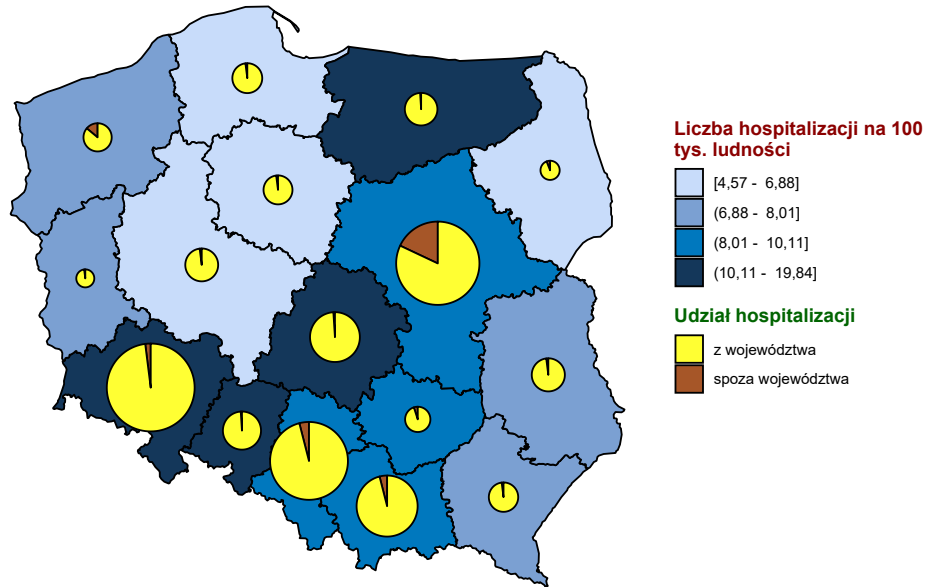 Liczba hospitalizacji na 100
tys. ludności
[4,57 - 6,88]
(6,88 - 8,01]
(8,01 - 10,11]
(10,11 - 19,84]
Udział hospitalizacji
z województwa
spoza województwa